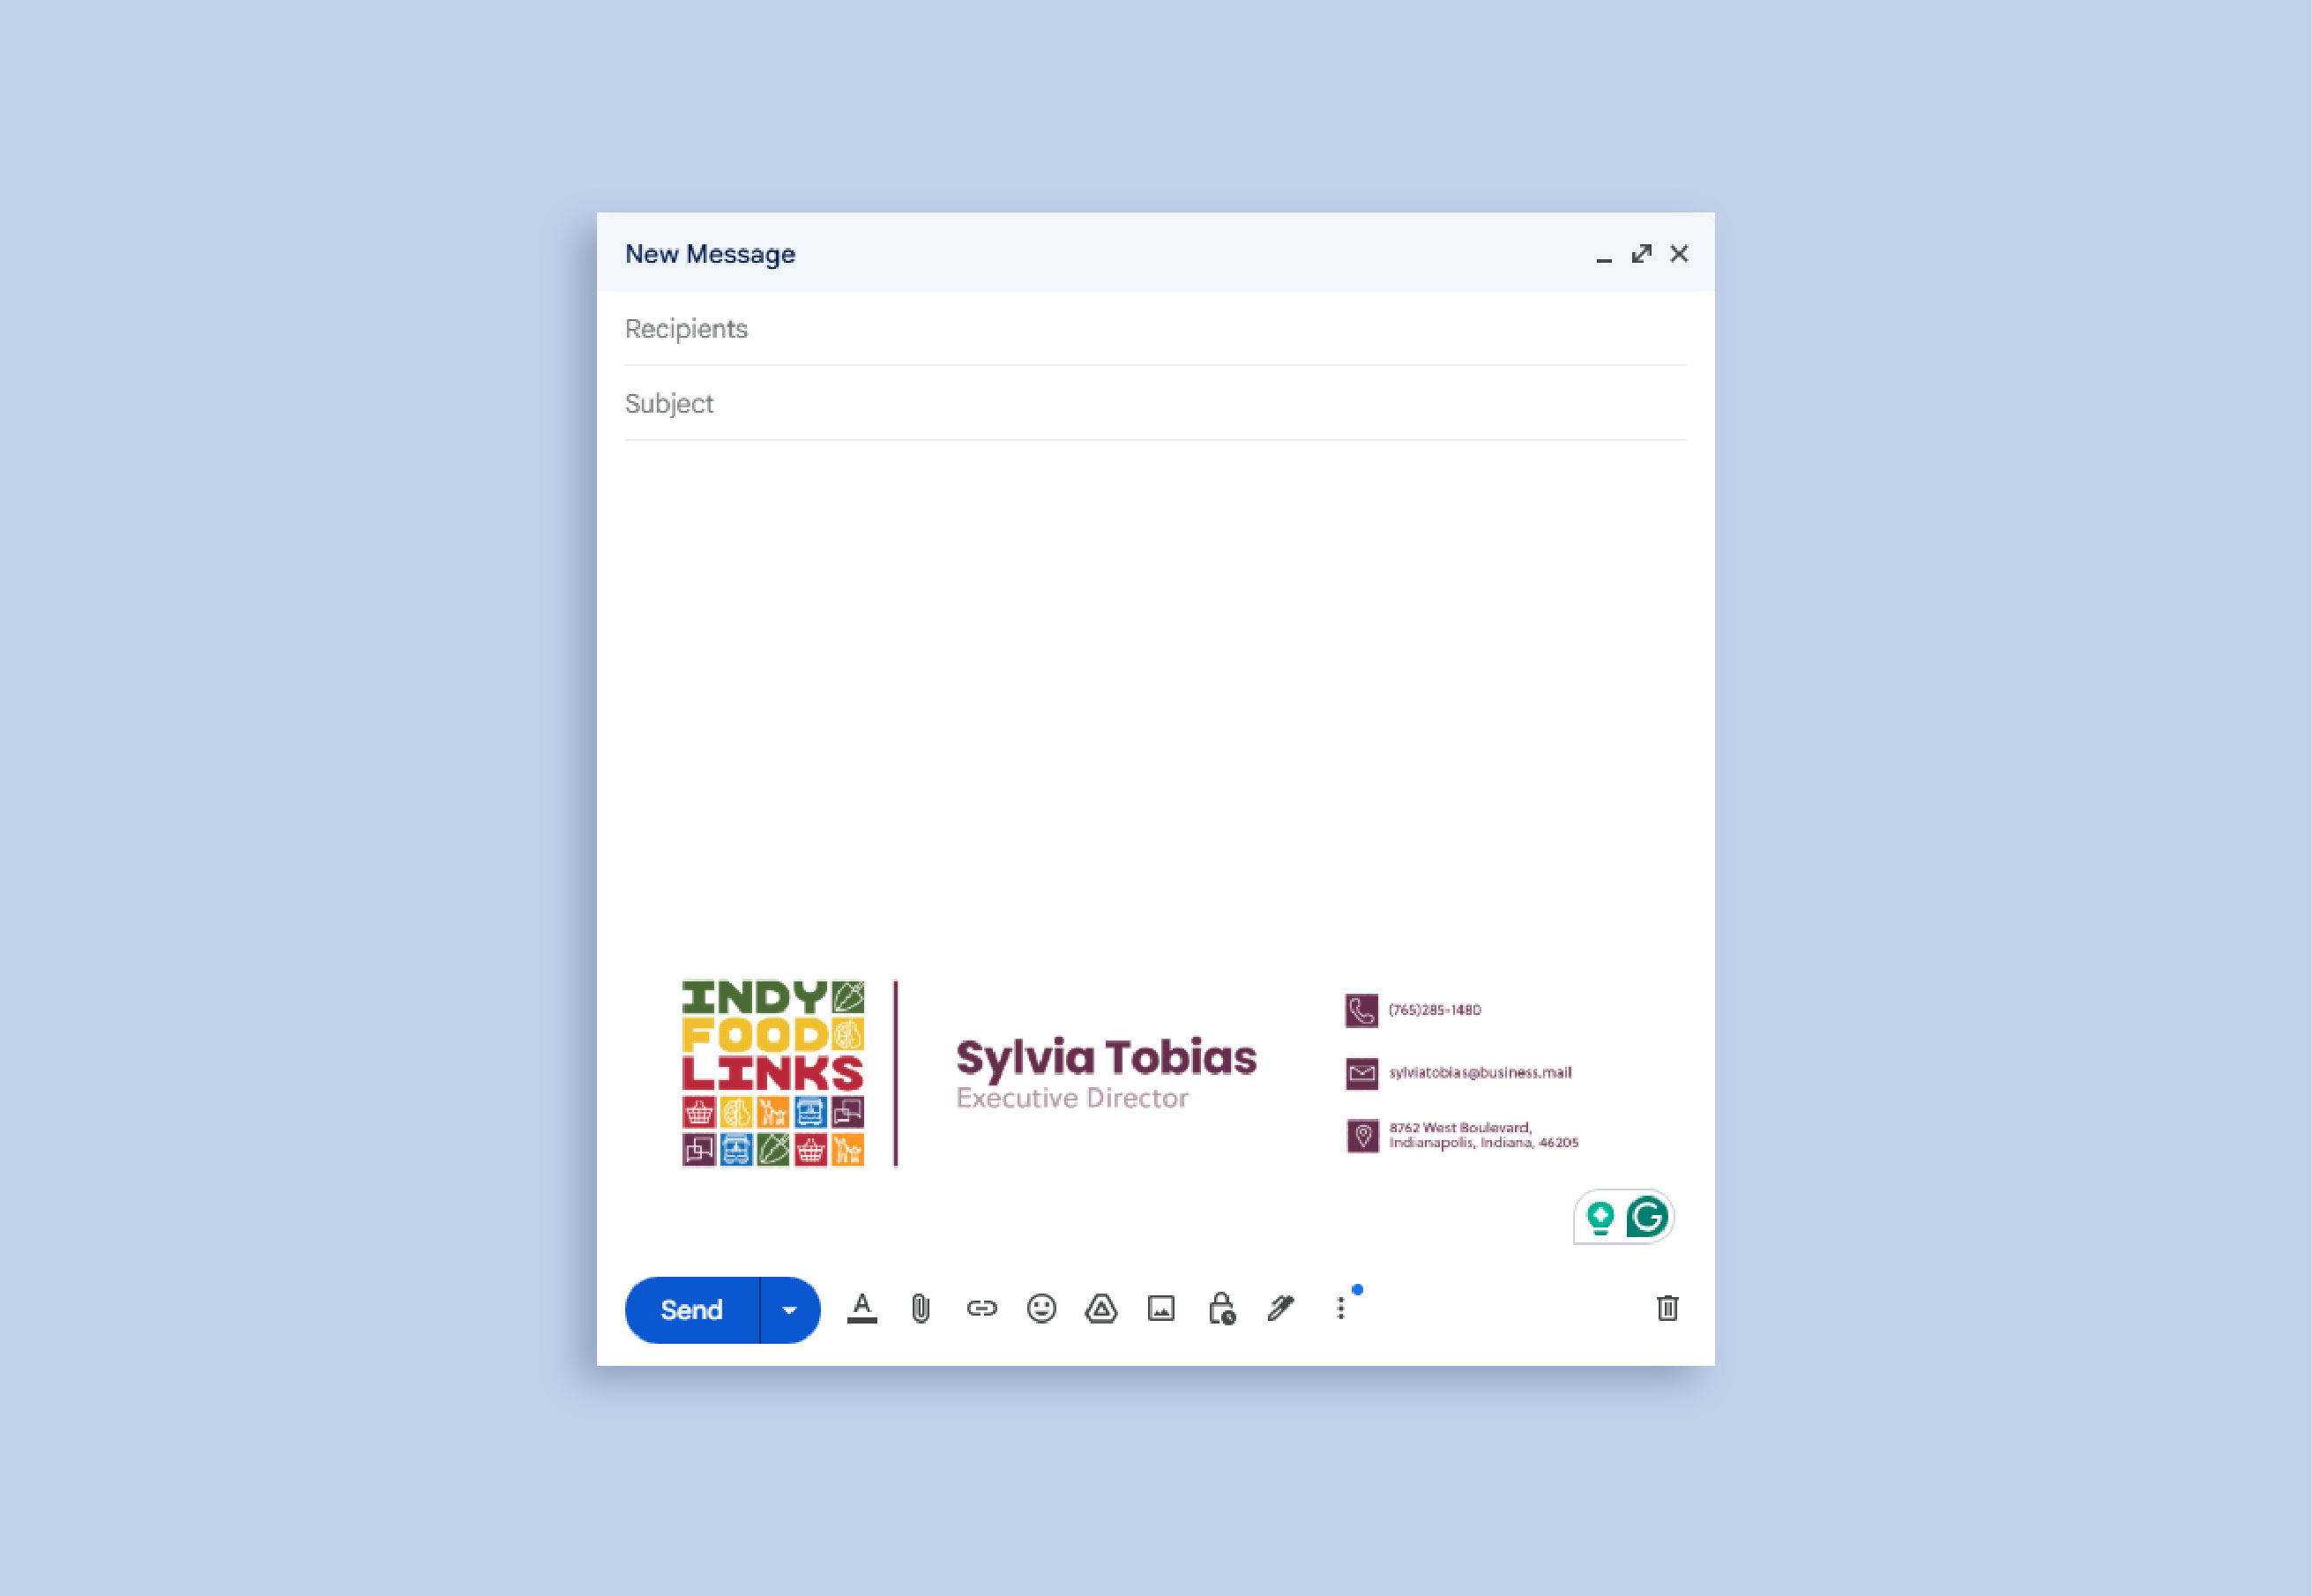 New Message
Recipients
Subject
INDY
FOOD
LINKS
Sylvia Tobias
Executive Director
(765)285-1480
sylviatobias@business.mail
8762 West Boulevard,
Indianapolis, Indiana, 46205
Send